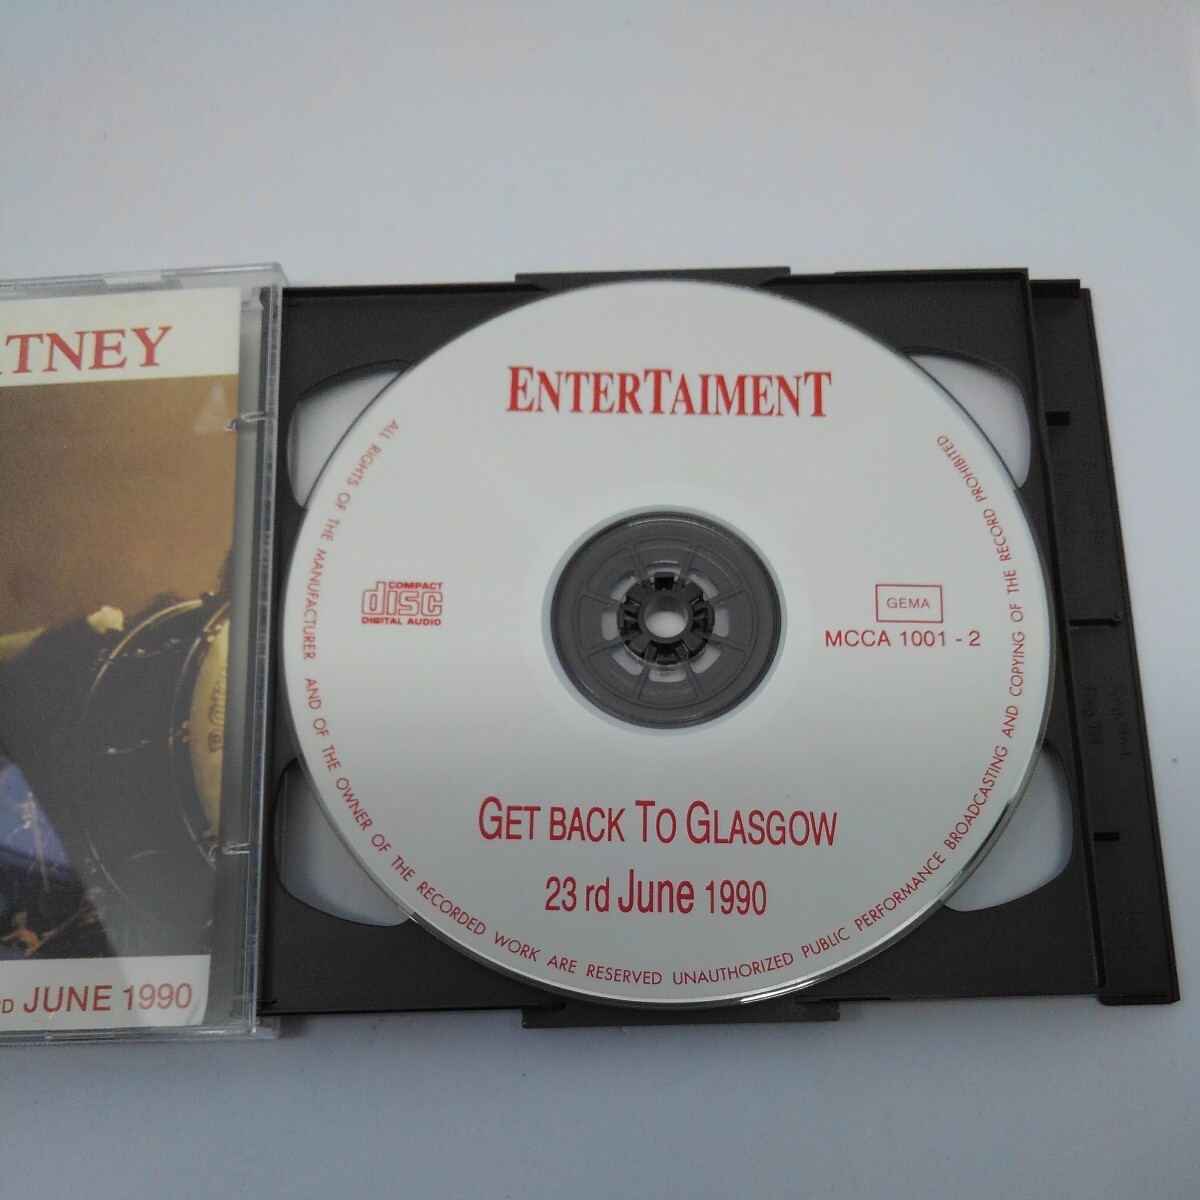 RTNEY
RD JUNE 1990
ENTERTAIMENT
COMPACT
disc
DIGITAL AUDIO
GEMA
MCCA 1001 - 2
GET BACK TO GLASGOW
23 rd June 1990
ALL RIGHTS OF THE MANUFACTURER AND OF THE OWNER OF THE RECORDED WORK ARE RESERVED UNAUTHORIZED PUBLIC PERFORMANCE BROADCASTING AND COPYING OF THE RECORD PROHIBITED